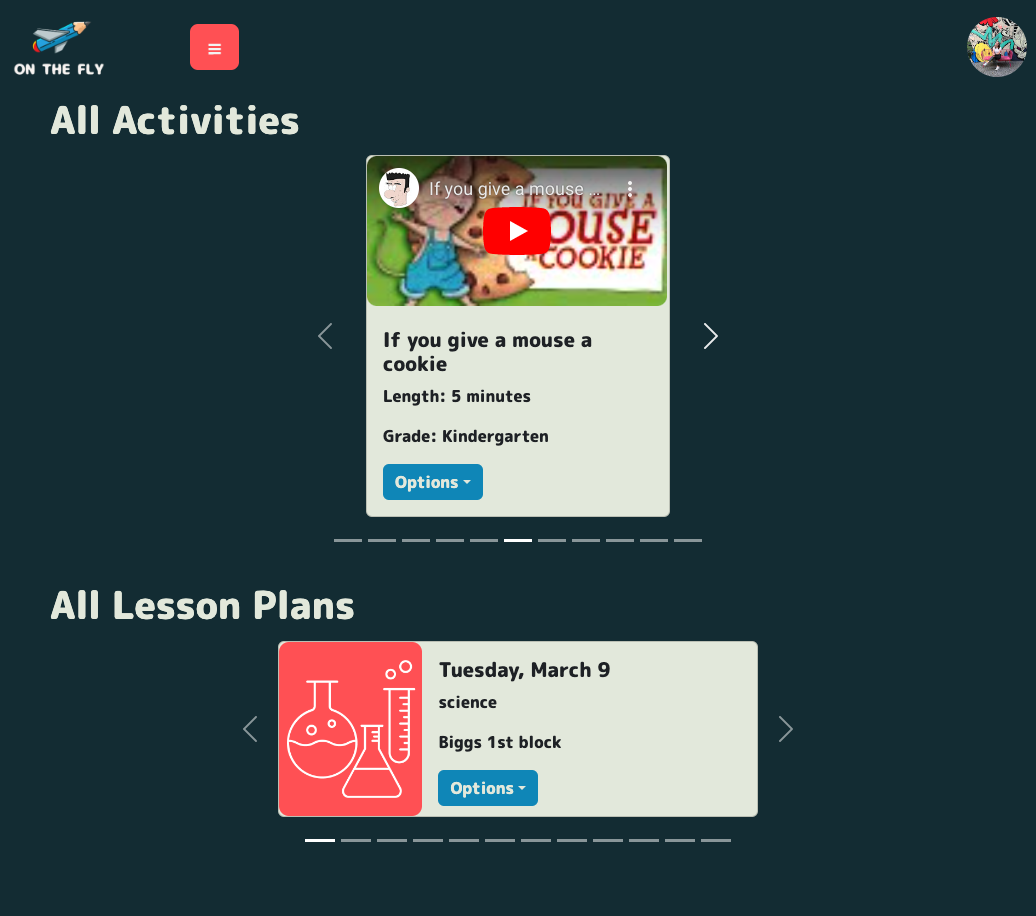 ON THE FLY
All Activities
If you give a mouse ...
IF YOU GIVE A
MOUSE
A
COOKIE
If you give a mouse a
cookie
Length: 5 minutes
Grade: Kindergarten
Options
All Lesson Plans
Tuesday, March 9
science
Biggs 1st block
Options